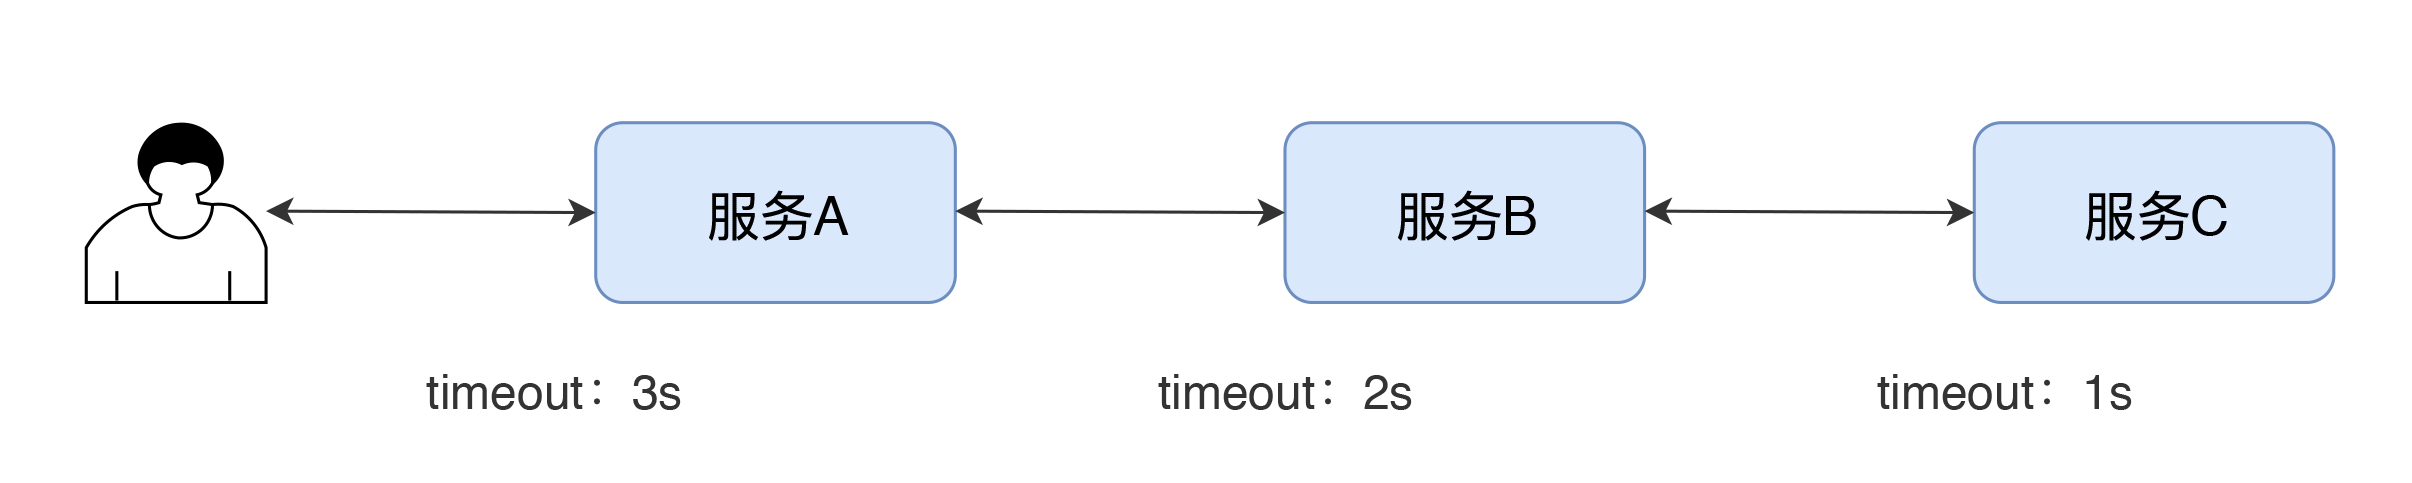 服务A
服务B
服务C
timeout：3s
timeout：2s
timeout：1s